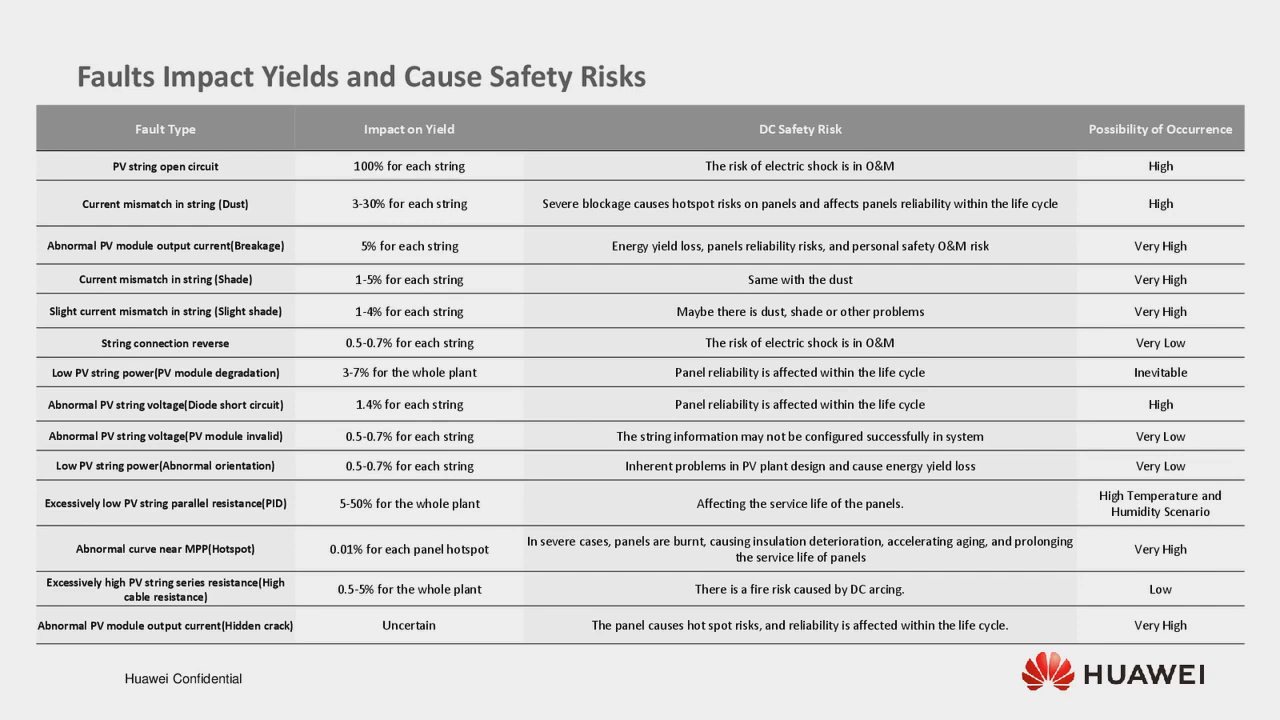 Faults Impact Yields and Cause Safety Risks
Fault Type Impact on Yield DC Safety Risk Possibility of Occurrence
PV string open circuit 100% for each string The risk of electric shock is in O&M High
Current mismatch in string (Dust) 3-30% for each string Severe blockage causes hotspot risks on panels and affects panels reliability within the life cycle High
Abnormal PV module output current(Breakage) 5% for each string Energy yield loss, panels reliability risks, and personal safety O&M risk Very High
Current mismatch in string (Shade) 1-5% for each string Same with the dust Very High
Slight current mismatch in string (Slight shade) 1-4% for each string Maybe there is dust, shade or other problems Very High
String connection reverse 0.5-0.7% for each string The risk of electric shock is in O&M Very Low
Low PV string power(PV module degradation) 3-7% for the whole plant Panel reliability is affected within the life cycle Inevitable
Abnormal PV string voltage(Diode short circuit) 1.4% for each string Panel reliability is affected within the life cycle High
Abnormal PV string voltage(PV module invalid) 0.5-0.7% for each string The string information may not be configured successfully in system Very Low
Low PV string power(Abnormal orientation) 0.5-0.7% for each string Inherent problems in PV plant design and cause energy yield loss Very Low
Excessively low PV string parallel resistance(PID) 5-50% for the whole plant Affecting the service life of the panels. High Temperature and
Humidity Scenario
Abnormal curve near MPP(Hotspot) 0.01% for each panel hotspot In severe cases, panels are burnt, causing insulation deterioration, accelerating aging, and prolonging
the service life of panels Very High
Excessively high PV string series resistance(High
cable resistance) 0.5-5% for the whole plant There is a fire risk caused by DC arcing. Low
Abnormal PV module output current(Hidden crack) Uncertain The panel causes hot spot risks, and reliability is affected within the life cycle. Very High
Huawei Confidential
HUAWEI